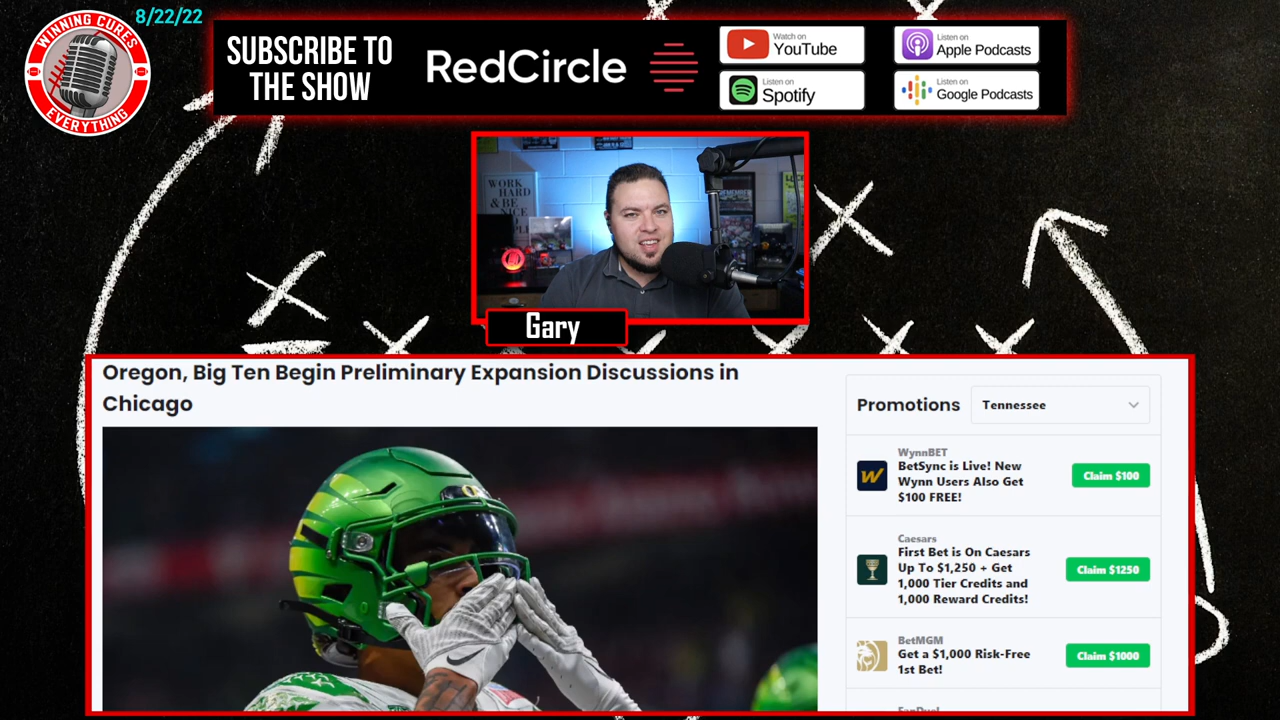 8/22/22
WINNING CURES
EVERYTHING
SUBSCRIBE TO
THE SHOW
RedCircle
Watch on
YouTube
Listen on
Spotify
Listen on
Apple Podcasts
Listen on
Google Podcasts
WORK
HARD
& BE
NICE
Gary
Oregon, Big Ten Begin Preliminary Expansion Discussions in
Chicago
Promotions
Tennessee
WynnBET
BetSync is Live! New
Wynn Users Also Get
$100 FREE!
Claim $100
Caesars
First Bet is On Caesars
Up To $1,250 + Get
1,000 Tier Credits and
1,000 Reward Credits!
Claim $1250
BetMGM
Get a $1,000 Risk-Free
1st Bet!
Claim $1000